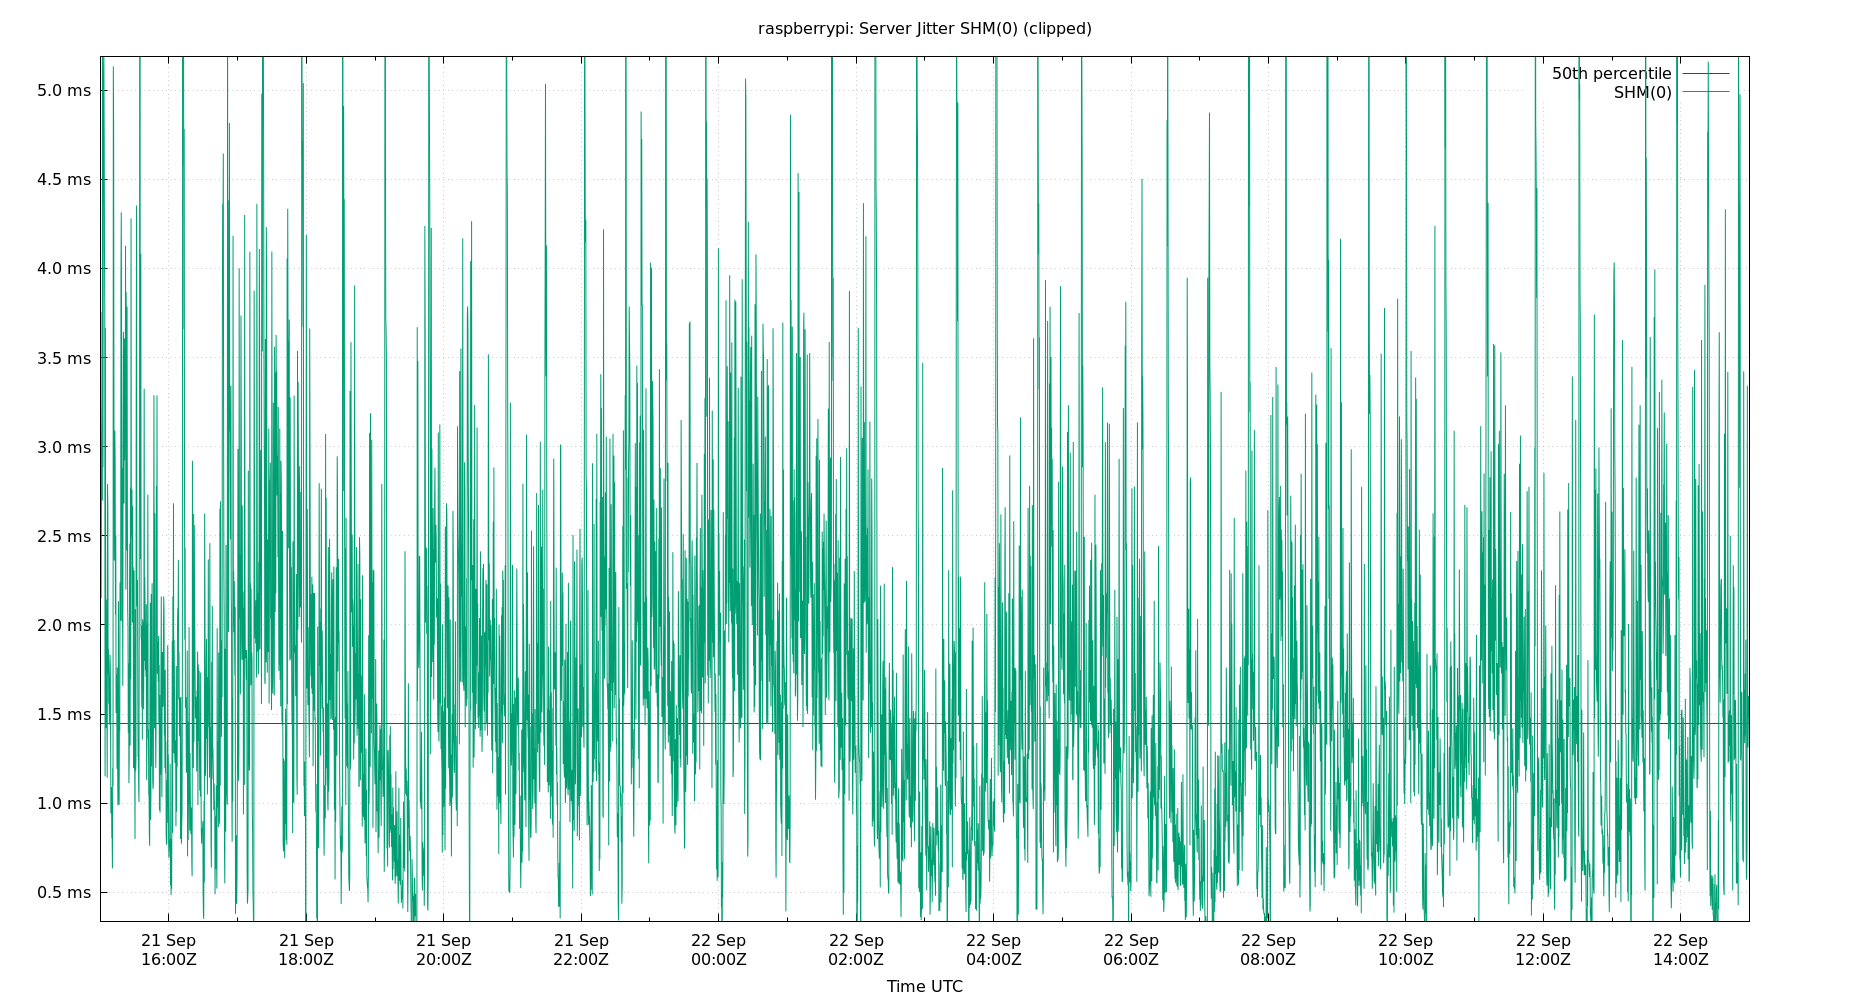 raspberrypi: Server Jitter SHM(0) (clipped)
50th percentile
SHM(0)
5.0 ms
4.5 ms
4.0 ms
3.5 ms
3.0 ms
2.5 ms
2.0 ms
1.5 ms
1.0 ms
0.5 ms
21 Sep 21 Sep 21 Sep 21 Sep 22 Sep 22 Sep 22 Sep 22 Sep 22 Sep 22 Sep 22 Sep 22 Sep
16:00Z 18:00Z 20:00Z 22:00Z 00:00Z 02:00Z 04:00Z 06:00Z 08:00Z 10:00Z 12:00Z 14:00Z
Time UTC